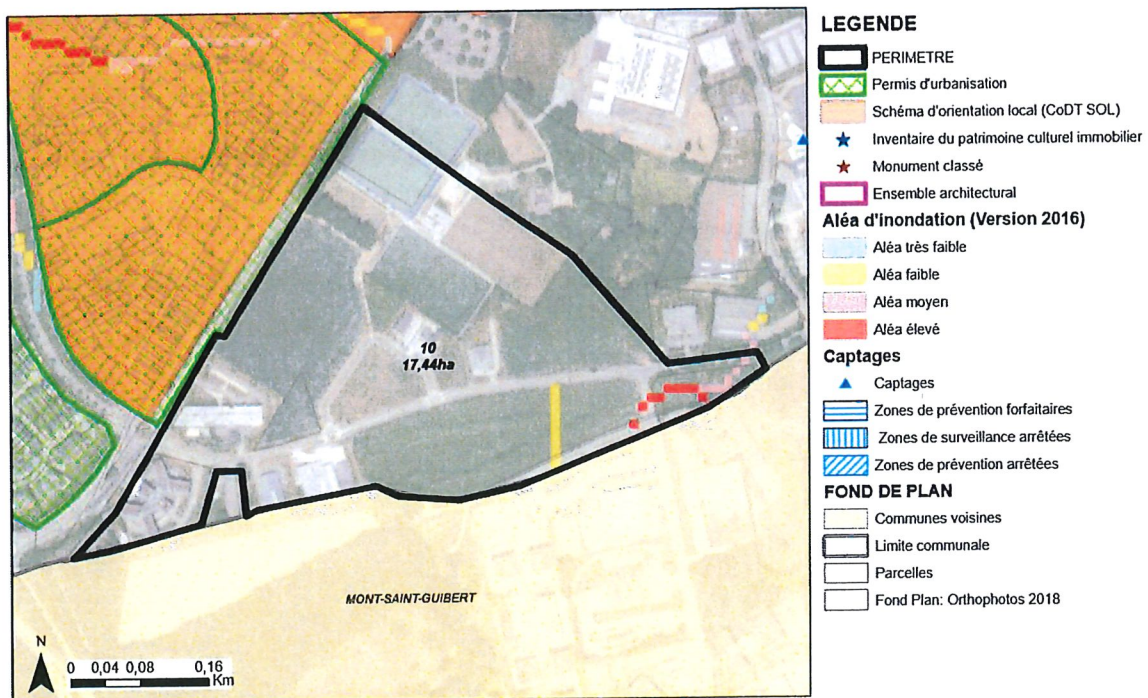 10
17,44ha
MONT-SAINT-GUIBERT
N
0 0,04 0,08 0,16
Km
LEGENDE
PERIMETRE
Permis d'urbanisation
Schéma d'orientation local (CoDT SOL)
Inventaire du patrimoine culturel immobilier
Monument classé
Ensemble architectural
Aléa d'inondation (Version 2016)
Aléa très faible
Aléa faible
Aléa moyen
Aléa élevé
Captages
Captages
Zones de prévention forfaitaires
Zones de surveillance arrêtées
Zones de prévention arrêtées
FOND DE PLAN
Communes voisines
Limite communale
Parcelles
Fond Plan: Orthophotos 2018